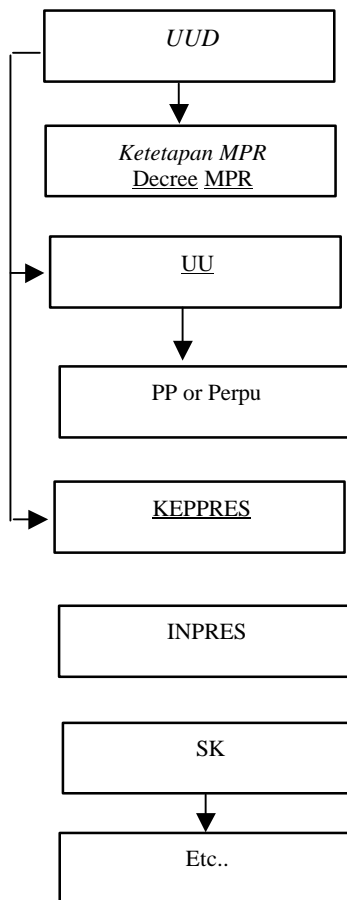 UUD
Ketetapan MPR
Decree MPR
UU
PP or Perpu
KEPPRES
INPRES
SK
Etc..